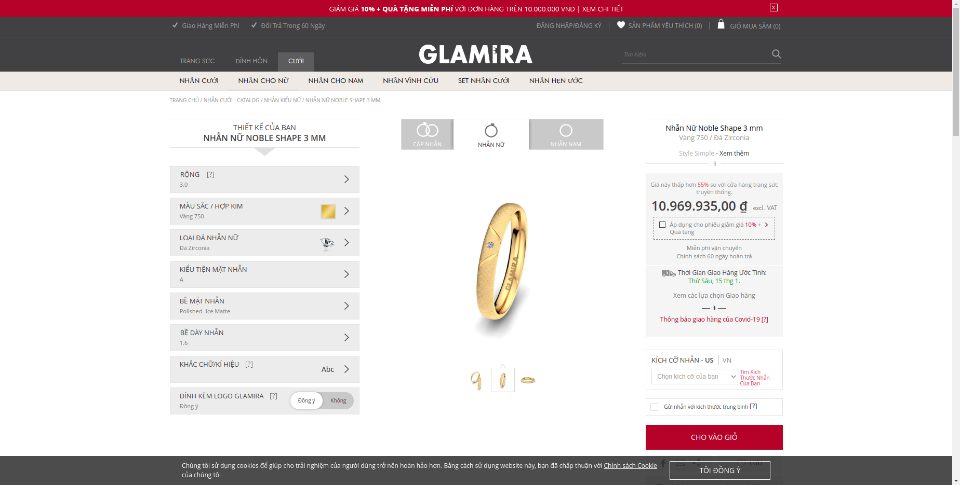 GIẢM GIÁ 10% + QUÀ TẶNG MIỄN PHÍ VỚI ĐƠN HÀNG TRÊN 10.000.000 VND | XEM CHI TIẾT
Giao Hàng Miễn Phí
Đổi Trả Trong 60 Ngày
ĐĂNG NHẬP/ĐĂNG KÝ
SẢN PHẨM YÊU THÍCH (0)
GIỎ MUA SẮM (0)
TRANG SỨC
ĐÍNH HÔN
CƯỚI
GLAMIRA
Tìm kiếm
NHẪN CƯỚI
NHẪN CHO NỮ
NHẪN CHO NAM
NHẪN VĨNH CỬU
SET NHẪN CƯỚI
NHẪN HẸN ƯỚC
TRANG CHỦ / NHẪN CƯỚI - CATALOG / NHẪN KIỂU NỮ / NHẪN NỮ NOBLE SHAPE 3 MM
THIẾT KẾ CỦA BẠN
NHẪN NỮ NOBLE SHAPE 3 MM
RỘNG [?]
3.0
MÀU SẮC / HỢP KIM
Vàng 750
LOẠI ĐÁ NHẪN NỮ
Đá Zirconia
KIỂU TIỆN MẶT NHẪN
A
BỀ MẶT NHẪN
Polished- Ice Matte
BỀ DÀY NHẪN
1.6
KHẮC CHỮ/KÍ HIỆU [?]
Abc
ĐÍNH KÈM LOGO GLAMIRA [?]
Đồng ý
Đồng ý
Không
CẶP NHẪN
NHẪN NỮ
NHẪN NAM
GLAMIRA
Nhẫn Nữ Noble Shape 3 mm
Vàng 750 / Đá Zirconia
Style Simple - Xem thêm
Giá này thấp hơn 55% so với cửa hàng trang sức
truyền thống.
10.969.935,00 ₫ excl. VAT
Áp dụng cho phiếu giảm giá 10% +
Quà tặng
Miễn phí vận chuyển
Chính sách 60 ngày hoàn trả
Thời Gian Giao Hàng Ước Tính:
Thứ Sáu, 15 thg 1.
Xem các lựa chọn Giao hàng
Thông báo giao hàng của Covid-19 [?]
KÍCH CỠ NHẪN - US | VN
Chọn kích cỡ của bạn
Tìm Kích
Thước Nhẫn
Của Bạn
Gửi nhẫn với kích thước trung bình [?]
CHO VÀO GIỎ
Chúng tôi sử dụng cookies để giúp cho trải nghiệm của người dùng trở nên hoàn hảo hơn. Bằng cách sử dụng website này, bạn đã chấp thuận với Chính sách Cookie
của chúng tô
TÔI ĐỒNG Ý